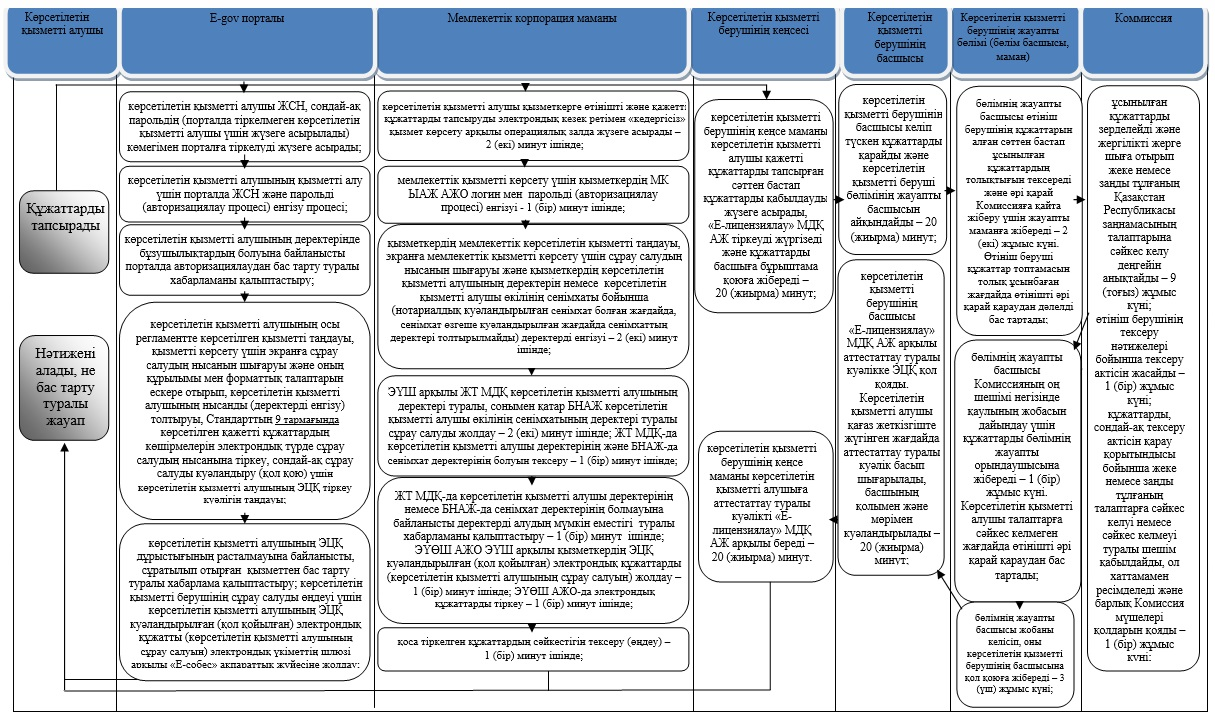 Көрсетілетін
қызметті алушы
E-gov порталы
Мемлекеттік корпорация маманы
Көрсетілетін қызметті
берушінің кеңсесі
Көрсетілетін
қызметті
берушінің
басшысы
Көрсетілетін қызметті
берушінің жауапты
бөлімі (бөлім басшысы,
маман)
Коммиссия
Құжаттарды
тапсырады
Нәтижені
алады, не
бас тарту
туралы
жауап
көрсетілетін қызметті алушы ЖСН, сондай-ақ
парольдің (порталда тіркелмеген көрсетілетін
қызметті алушы үшін жүзеге асырылады)
көмегімен порталға тіркелуді жүзеге асырады;
көрсетілетін қызметті алушының қызметті алу
үшін порталда ЖСН және парольді
(авторизациялау процесі) енгізу процесі;
көрсетілетін қызметті алушының деректерінде
бұзушылықтардың болуына байланысты
порталда авторизациялаудан бас тарту туралы
хабарламаны қалыптастыру;
көрсетілетін қызметті алушының осы
регламентте көрсетілген қызметті таңдауы,
қызметті көрсету үшін экранға сұрау
салудың нысанын шығаруы және оның
құрылымы мен форматтық талаптарын
ескере отырып, көрсетілетін қызметті
алушының нысанды (деректерді енгізу)
толтыруы, Стандарттың 9 тармағында
көрсетілген қажетті құжаттардың
көшірмелерін электрондық түрде сұрау
салудың нысанына тіркеу, сондай-ақ сұрау
салуды куәландыру (қол қою) үшін
көрсетілетін қызметті алушының ЭЦҚ тіркеу
куәлігін таңдауы;
көрсетілетін қызметті алушының ЭЦҚ
дұрыстығының расталмауына байланысты,
сұратылып отырған қызметтен бас тарту
туралы хабарлама қалыптастыру; көрсетілетін
қызметті берушінің сұрау салуды өңдеуі үшін
көрсетілетін қызметті алушының ЭЦҚ
куәландырылған (қол қойылған) электрондық
құжатты (көрсетілетін қызметті алушының
сұрау салуын) электрондық үкіметтің шлюзі
арқылы «Е-собес» ақпараттық жүйесіне жолдау;
көрсетілетін қызметті алушы қызметкерге өтінішті және қажетті
құжаттарды тапсыруды электрондық кезек ретімен «кедергісіз»
қызмет көрсету арқылы операциялық залда жүзеге асырады –
2 (екі) минут ішінде;
мемлекеттік қызметті көрсету үшін қызметкердің МК
ЫАЖ АЖО логин мен парольді (авторизациялау
процесі) енгізуі - 1 (бір) минут ішінде;
қызметкердің мемлекеттік көрсетілетін қызметті таңдауы,
экранға мемлекеттік қызметті көрсету үшін сұрау салудың
нысанын шығаруы және қызметкердің көрсетілетін
қызметті алушының деректерін немесе көрсетілетін
қызметті алушы өкілінің сенімхаты бойынша
(нотариалдық куәландырылған сенімхат болған жағдайда,
сенімхат өзгеше куәландырылған жағдайда сенімхаттың
деректері толтырылмайды) деректерді енгізуі – 2 (екі) минут
ішінде;
ЭҮШ арқылы ЖТ МДҚ көрсетілетін қызметті алушының
деректері туралы, сонымен қатар БНАЖ көрсетілетін
қызметті алушы өкілінің сенімхатының деректері туралы
сұрау салуды жолдау – 2 (екі) минут ішінде; ЖТ МДҚ-да
көрсетілетін қызметті алушы деректерінің және БНАЖ-да
сенімхат деректерінің болуын тексеру – 1 (бір) минут ішінде;
ЖТ МДҚ-да көрсетілетін қызметті алушы деректерінің
немесе БНАЖ-да сенімхат деректерінің болмауына
байланысты деректерді алудың мүмкін еместігі туралы
хабарламаны қалыптастыру – 1 (бір) минут ішінде;
ЭҮӨШ АЖО ЭҮШ арқылы қызметкердің ЭЦҚ
куәландырылған (қол қойылған) электрондық құжаттарды
(көрсетілетін қызметті алушының сұрау салуын) жолдау –
1 (бір) минут ішінде; ЭҮӨШ АЖО-да электрондық
құжаттарды тіркеу – 1 (бір) минут ішінде;
қоса тіркелген құжаттардың сәйкестігін тексеру (өңдеу) –
1 (бір) минут ішінде;
көрсетілетін қызметті
берушінің кеңсе маманы
көрсетілетін қызметті
алушы қажетті
құжаттарды тапсырған
сәттен бастап
құжаттарды қабылдауды
жүзеге асырады,
«Е-лицензиялау» МДҚ
АЖ тіркеуді жүргізеді
және құжаттарды
басшыға бұрыштама
қоюға жібереді –
20 (жиырма) минут;
көрсетілетін қызметті
берушінің кеңсе
маманы көрсетілетін
қызметті алушыға
аттестаттау туралы
куәлікті «Е-
лицензиялау» МДҚ
АЖ арқылы береді –
20 (жиырма) минут.
көрсетілетін
қызметті берушінің
басшысы келіп
түскен құжаттарды
қарайды және
көрсетілетін
қызметті беруші
бөлімінің жауапты
басшысын
айқындайды – 20
(жиырма) минут;
көрсетілетін
қызметті
берушінің
басшысы
«Е-лицензиялау»
МДҚ АЖ арқылы
аттестаттау туралы
куәлікке ЭЦҚ қол
қояды.
Көрсетілетін
қызметті алушы
қағаз жеткізгіште
жүгінген жағдайда
аттестаттау туралы
куәлік басып
шығарылады,
басшының
қолымен және
мөрімен
куәландырылады –
20 (жиырма)
минут;
бөлімнің жауапты
басшысы өтініш
берушінің құжаттарын
алған сәттен бастап
ұсынылған
құжаттардың
толықтығын тексереді
және әрі қарай
Комиссияға қайта
жіберу үшін жауапты
маманға жібереді – 2
(екі) жұмыс күні.
Өтініш беруші
құжаттар топтамасын
толық ұсынбаған
жағдайда өтінішті әрі
қарай қараудан дәлелді
бас тартады;
бөлімнің жауапты
басшысы
Комиссияның оң
шешімі негізінде
қаулының жобасын
дайындау үшін
құжаттарды бөлімнің
жауапты
орындаушысына
жібереді – 1 (бір)
жұмыс күні.
Көрсетілетін қызметті
алушы талаптарға
сәйкес келмеген
жағдайда өтінішті әрі
қарай қараудан бас
тартады;
бөлімнің жауапты
басшысы жобаны
келісіп, оны
көрсетілетін қызметті
берушінің басшысына
қол қоюға жібереді – 3
(үш) жұмыс күні;
ұсынылған
құжаттарды
зерделейді және
жергілікті жерге
шыға отырып
жеке немесе
заңды тұлғаның
Қазақстан
Республикасы
заңнамасының
талаптарына
сәйкес келу
деңгейін
анықтайды – 9
(тоғыз) жұмыс
күні;
өтініш берушінің
тексеру
нәтижелері
бойынша тексеру
актісін жасайды –
1 (бір) жұмыс
күні;
құжаттарды,
сондай-ақ тексеру
актісін қарау
қорытындысы
бойынша жеке
немесе заңды
тұлғаның
талаптарға сәйкес
келуі немесе
сәйкес келмеуі
туралы шешім
қабылдайды, ол
хаттамамен
ресімделеді және
барлық Комиссия
мүшелері
қолдарын қояды –
1 (бір) жұмыс
күні;